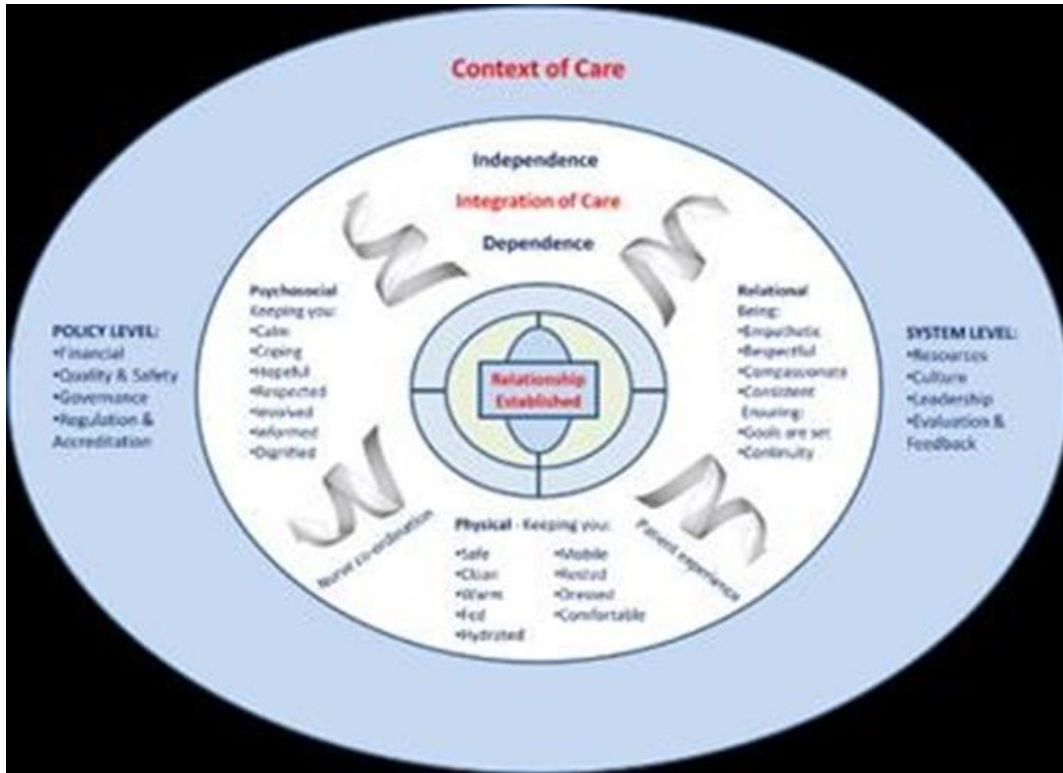 Context of Care
Independence
Integration of Care
Dependence
Psychosocial
Keeping you:
•Calm
•Coping
•Hopeful
•Respected
•Involved
•Informed
•Dignified
Relational
Being:
•Empathetic
•Respectful
•Compassionate
•Consistent
Ensuring:
•Goals are set
•Continuity
POLICY LEVEL:
•Financial
•Quality & Safety
•Governance
•Regulation &
Accreditation
SYSTEM LEVEL:
•Resources
•Culture
•Leadership
•Evaluation &
Feedback
Relationship
Established
Nurse co-ordination
Patient experience
Physical - Keeping you:
•Safe
•Clean
•Warm
•Fed
•Hydrated
•Mobile
•Rested
•Dressed
•Comfortable